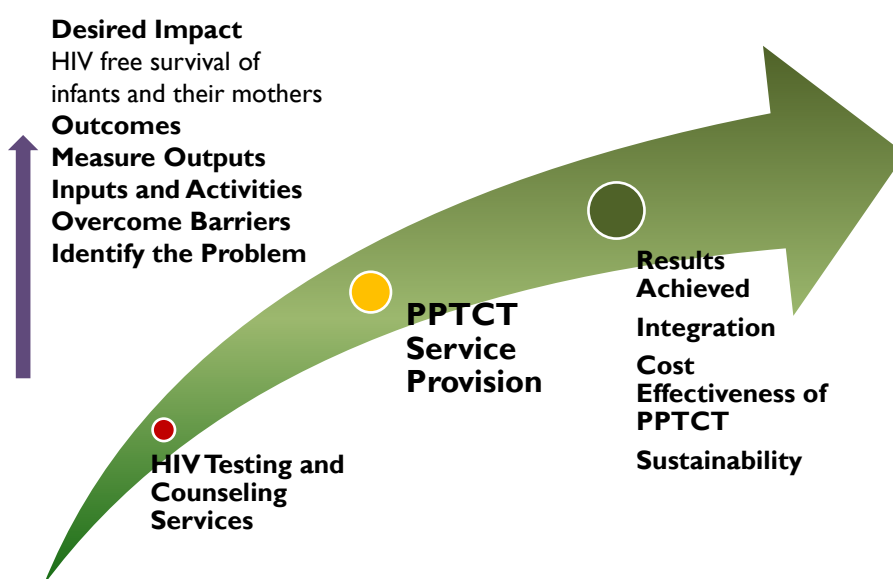 Desired Impact
HIV free survival of
infants and their mothers
Outcomes
Measure Outputs
Inputs and Activities
Overcome Barriers
Identify the Problem
PPTCT
Service
Provision
HIV Testing and
Counseling
Services
Results
Achieved
Integration
Cost
Effectiveness of
PPTCT
Sustainability